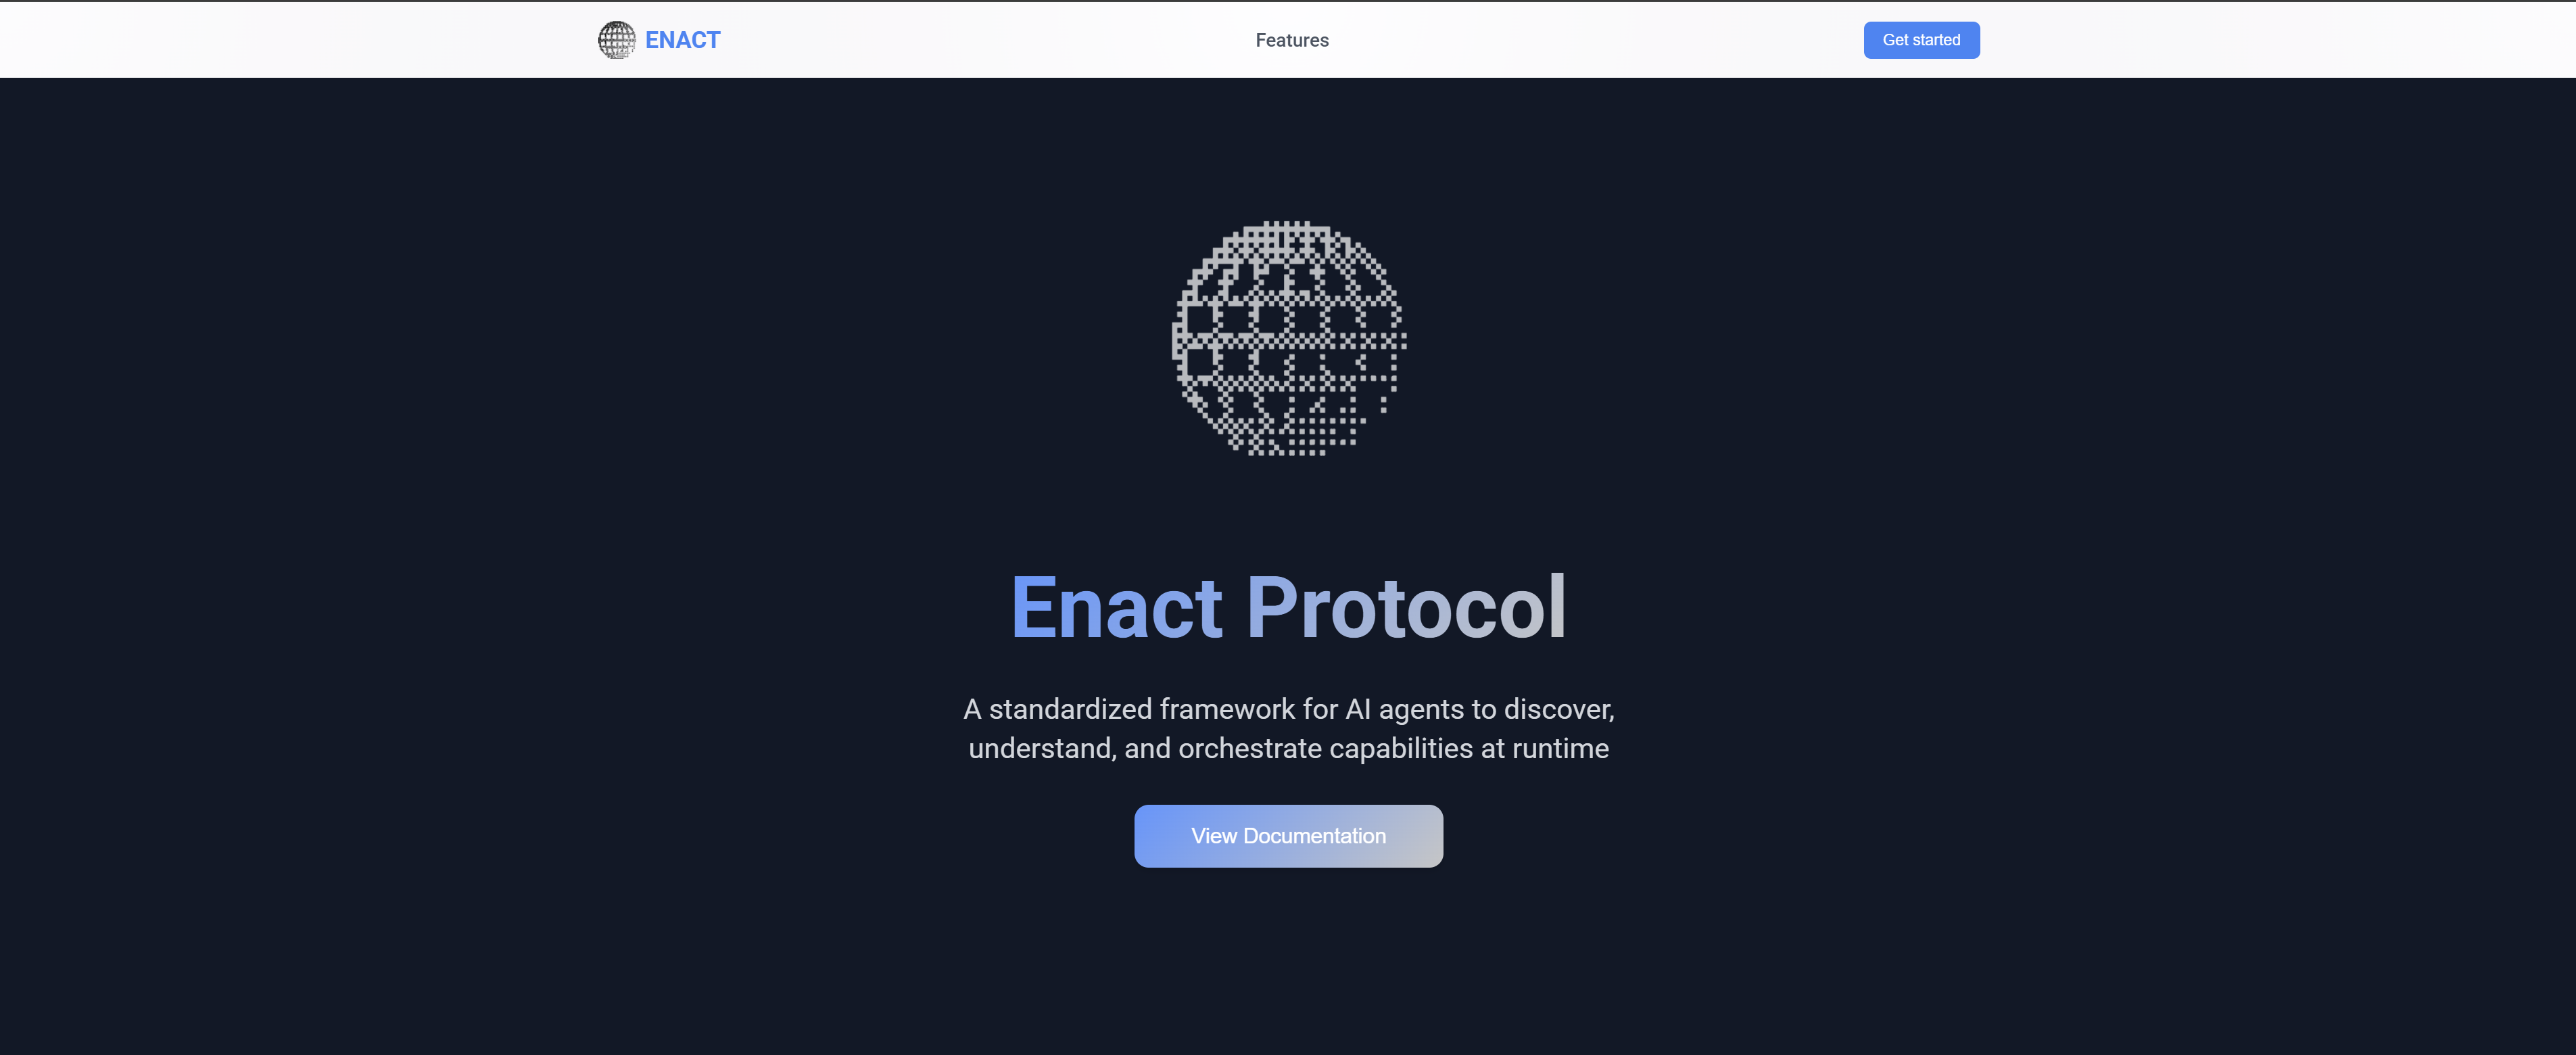 ENACT
Features
Get started
Enact Protocol
A standardized framework for AI agents to discover,
understand, and orchestrate capabilities at runtime
View Documentation